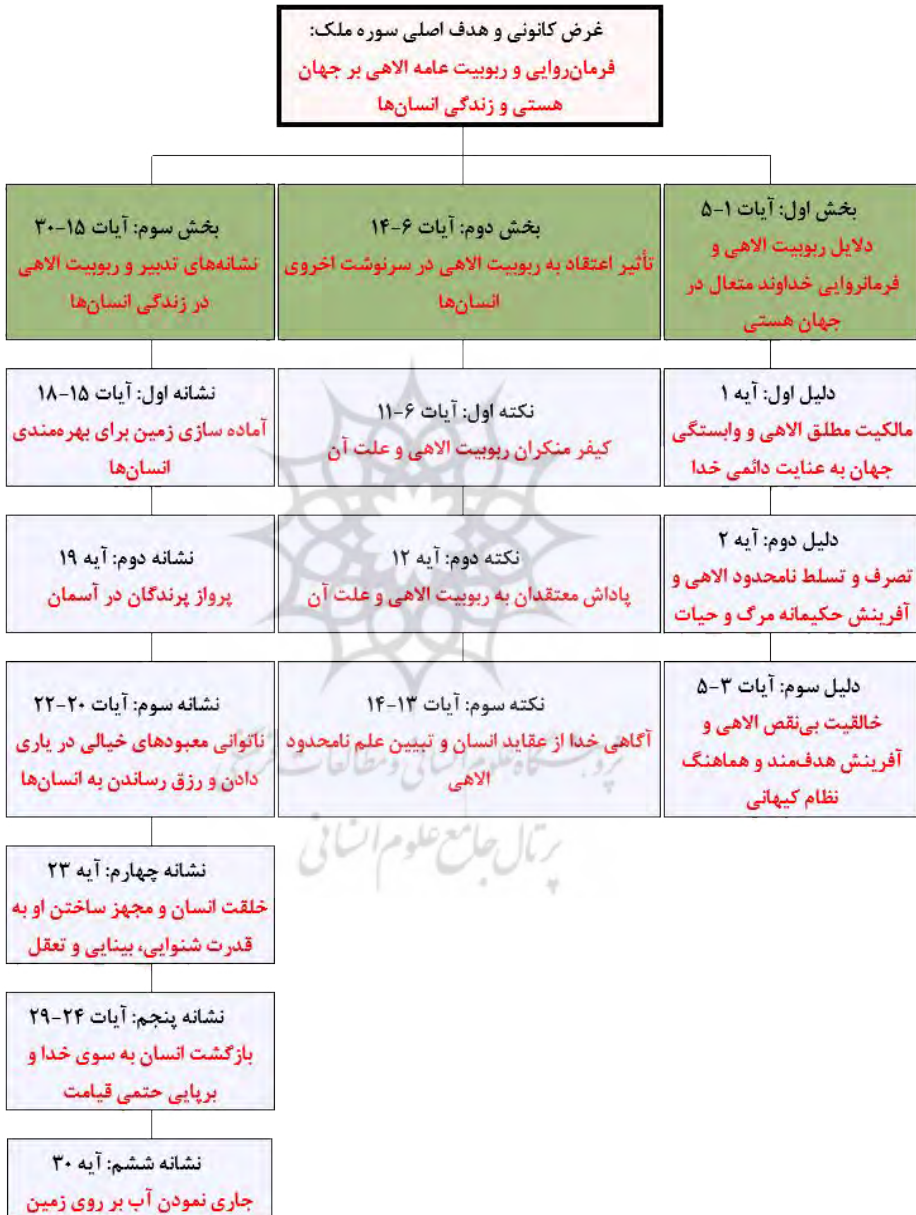 غرض کانونی و هدف اصلی سوره ملک:
فرمان‌روایی و ربوبیت عامه الاهی بر جهان
هستی و زندگی انسان‌ها
بخش اول: آیات ۱-۵
دلایل ربوبیت الاهی و
فرمانروایی خداوند متعال در
جهان هستی
دلیل اول: آیه ۱
مالکیت مطلق الاهی و وابستگی
جهان به عنایت دائمی خدا
دلیل دوم: آیه ۲
تصرف و تسلط نامحدود الاهی و
آفرینش حکیمانه مرگ و حیات
دلیل سوم: آیات ۳-۵
خالقیت بی‌نقص الاهی و
آفرینش هدف‌مند و هماهنگ
نظام کیهانی
بخش دوم: آیات ۶-۱۴
تأثیر اعتقاد به ربوبیت الاهی در سرنوشت اخروی
انسان‌ها
نکته اول: آیات ۶-۱۱
کیفر منکران ربوبیت الاهی و علت آن
نکته دوم: آیه ۱۲
پاداش معتقدان به ربوبیت الاهی و علت آن
نکته سوم: آیات ۱۳-۱۴
آگاهی خدا از عقاید انسان و تبیین علم نامحدود
الاهی
بخش سوم: آیات ۱۵-۳۰
نشانه‌های تدبیر و ربوبیت الاهی
در زندگی انسان‌ها
نشانه اول: آیات ۱۵-۱۸
آماده سازی زمین برای بهره‌مندی
انسان‌ها
نشانه دوم: آیه ۱۹
پرواز پرندگان در آسمان
نشانه سوم: آیات ۲۰-۲۲
ناتوانی معبودهای خیالی در یاری
دادن و رزق رساندن به انسان‌ها
نشانه چهارم: آیه ۲۳
خلقت انسان و مجهز ساختن او به
قدرت شنوایی، بینایی و تعقل
نشانه پنجم: آیات ۲۴-۲۹
بازگشت انسان به سوی خدا و
برپایی حتمی قیامت
نشانه ششم: آیه ۳۰
جاری نمودن آب بر روی زمین
پژوهشگاه علوم انسانی و مطالعات فرهنگی
پرتال جامع علوم انسانی